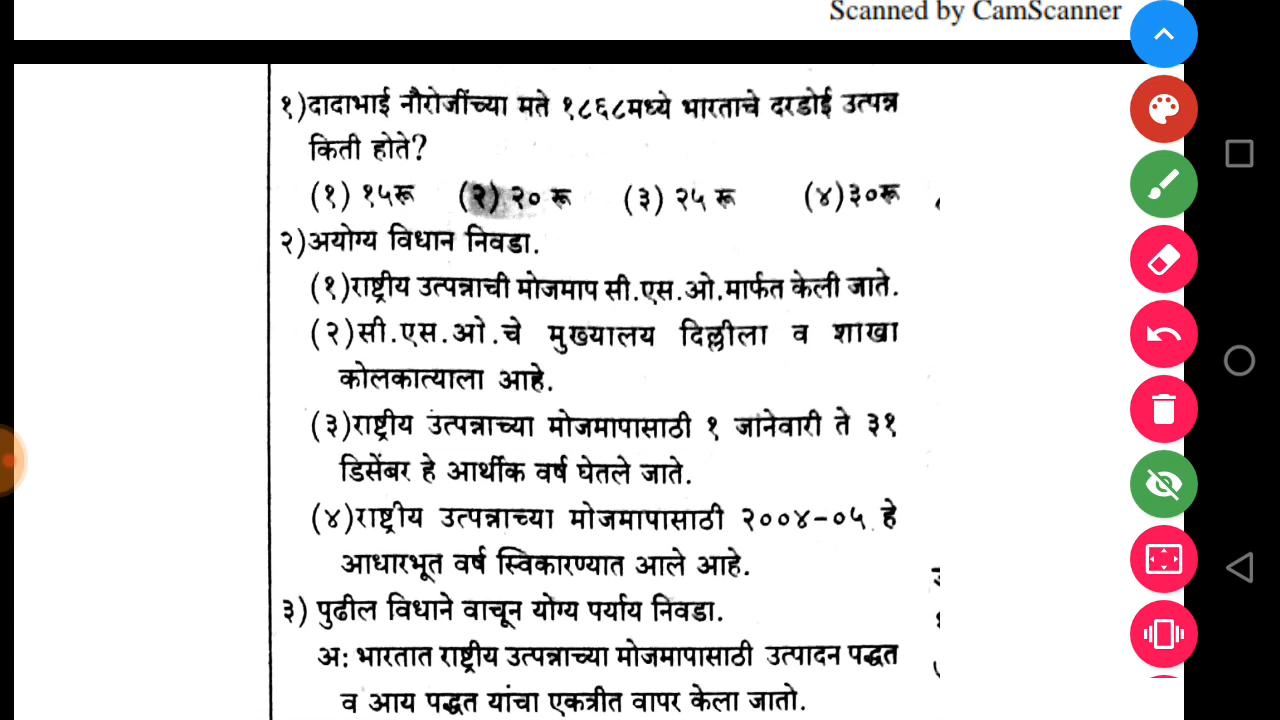 Scanned by CamScanner
१)दादाभाई नौरोजींच्या मते १८६८मध्ये भारताचे दरडोई उत्पन्न
किती होते?
(१) १५रू (२) २० रू (३) २५ रू (४)३०रू
२)अयोग्य विधान निवडा.
(१)राष्ट्रीय उत्पन्नाची मोजमाप सी.एस.ओ.मार्फत केली जाते.
(२)सी.एस.ओ.चे मुख्यालय दिल्लीला व शाखा
कोलकात्याला आहे.
(३)राष्ट्रीय उत्पन्नाच्या मोजमापासाठी १ जानेवारी ते ३१
डिसेंबर हे आर्थीक वर्ष घेतले जाते.
(४)राष्ट्रीय उत्पन्नाच्या मोजमापासाठी २००४-०५ हे
आधारभूत वर्ष स्विकारण्यात आले आहे.
३) पुढील विधाने वाचून योग्य पर्याय निवडा.
अ: भारतात राष्ट्रीय उत्पन्नाच्या मोजमापासाठी उत्पादन पद्धत
व आय पद्धत यांचा एकत्रीत वापर केला जातो.